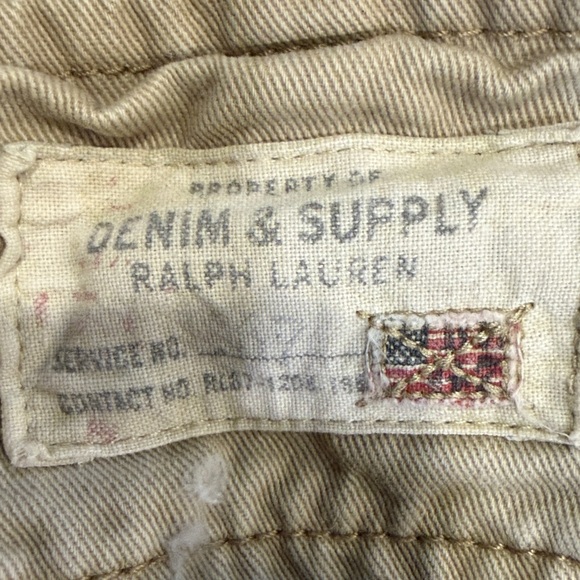 PROPERTY OF
DENIM & SUPPLY
RALPH LAUREN
SERVICE NO.
CONTACT NO.